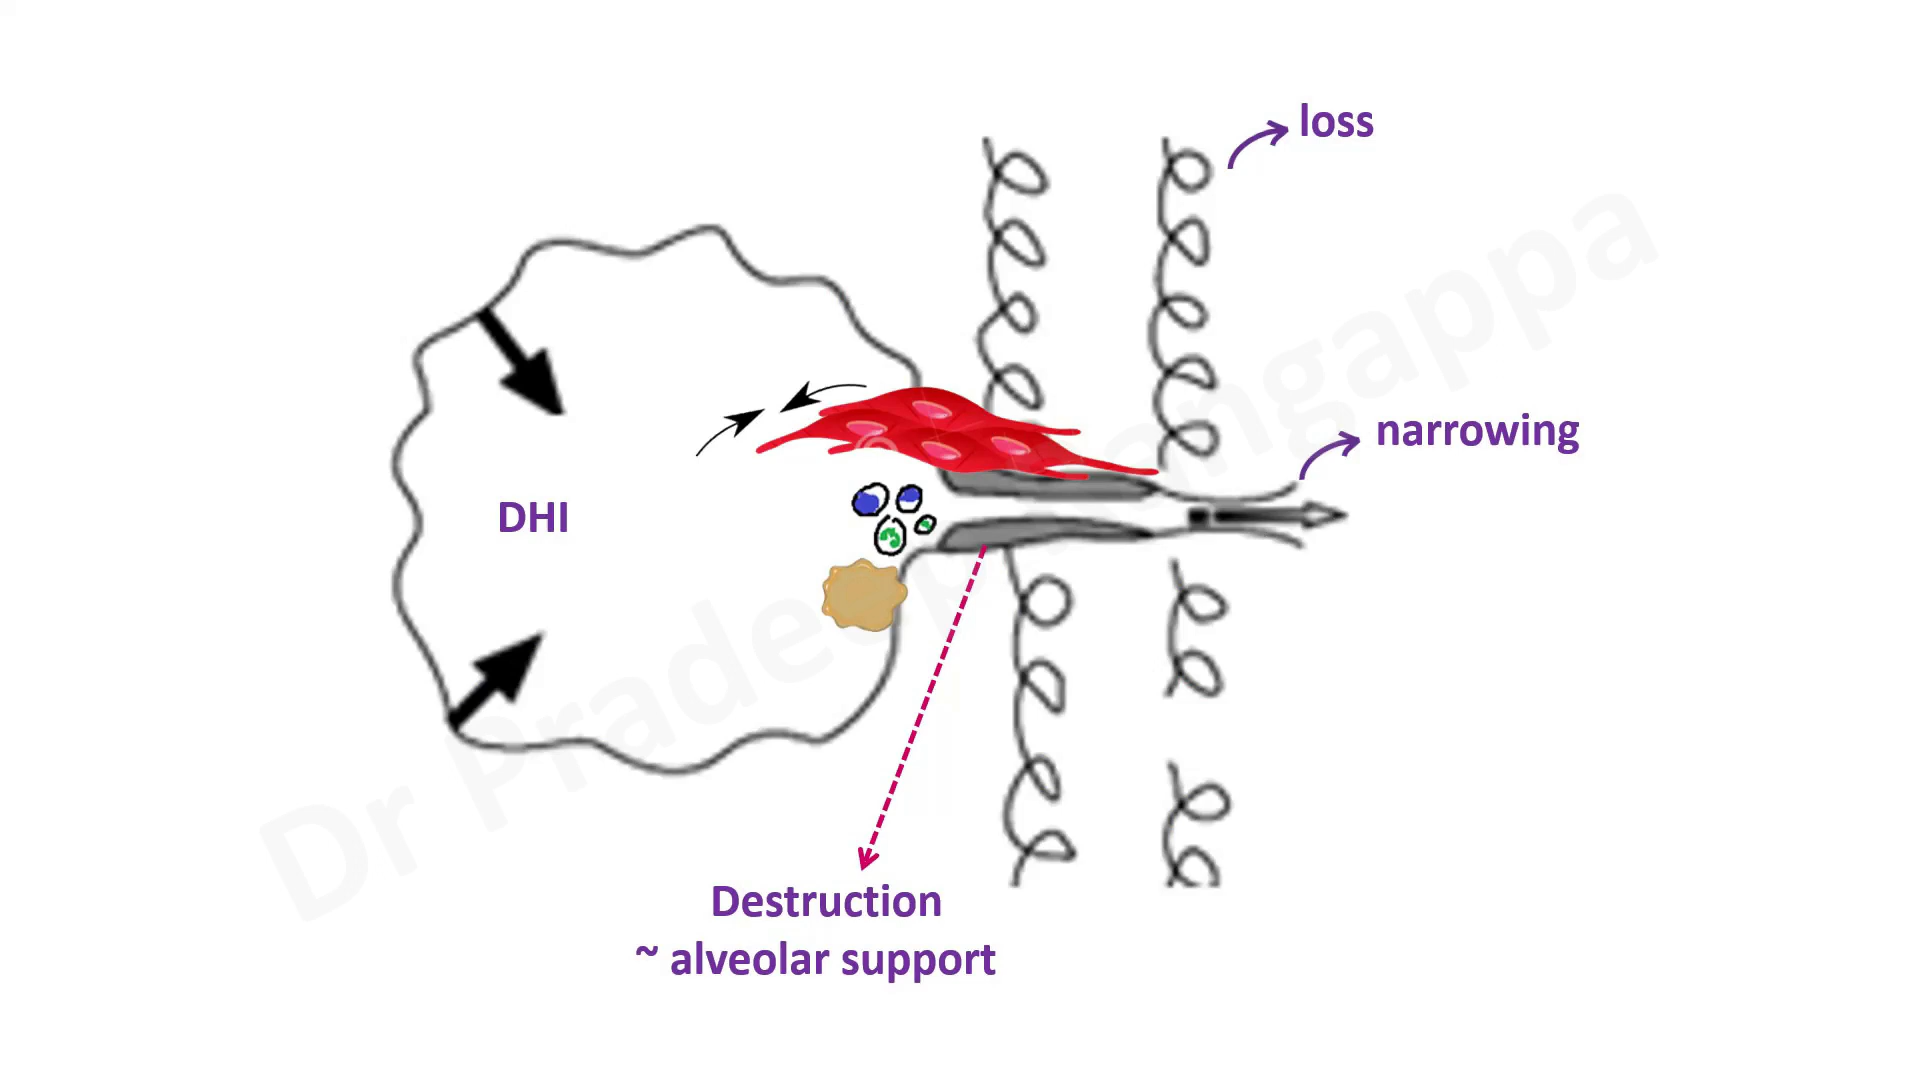 loss
narrowing
DHI
Destruction
~ alveolar support